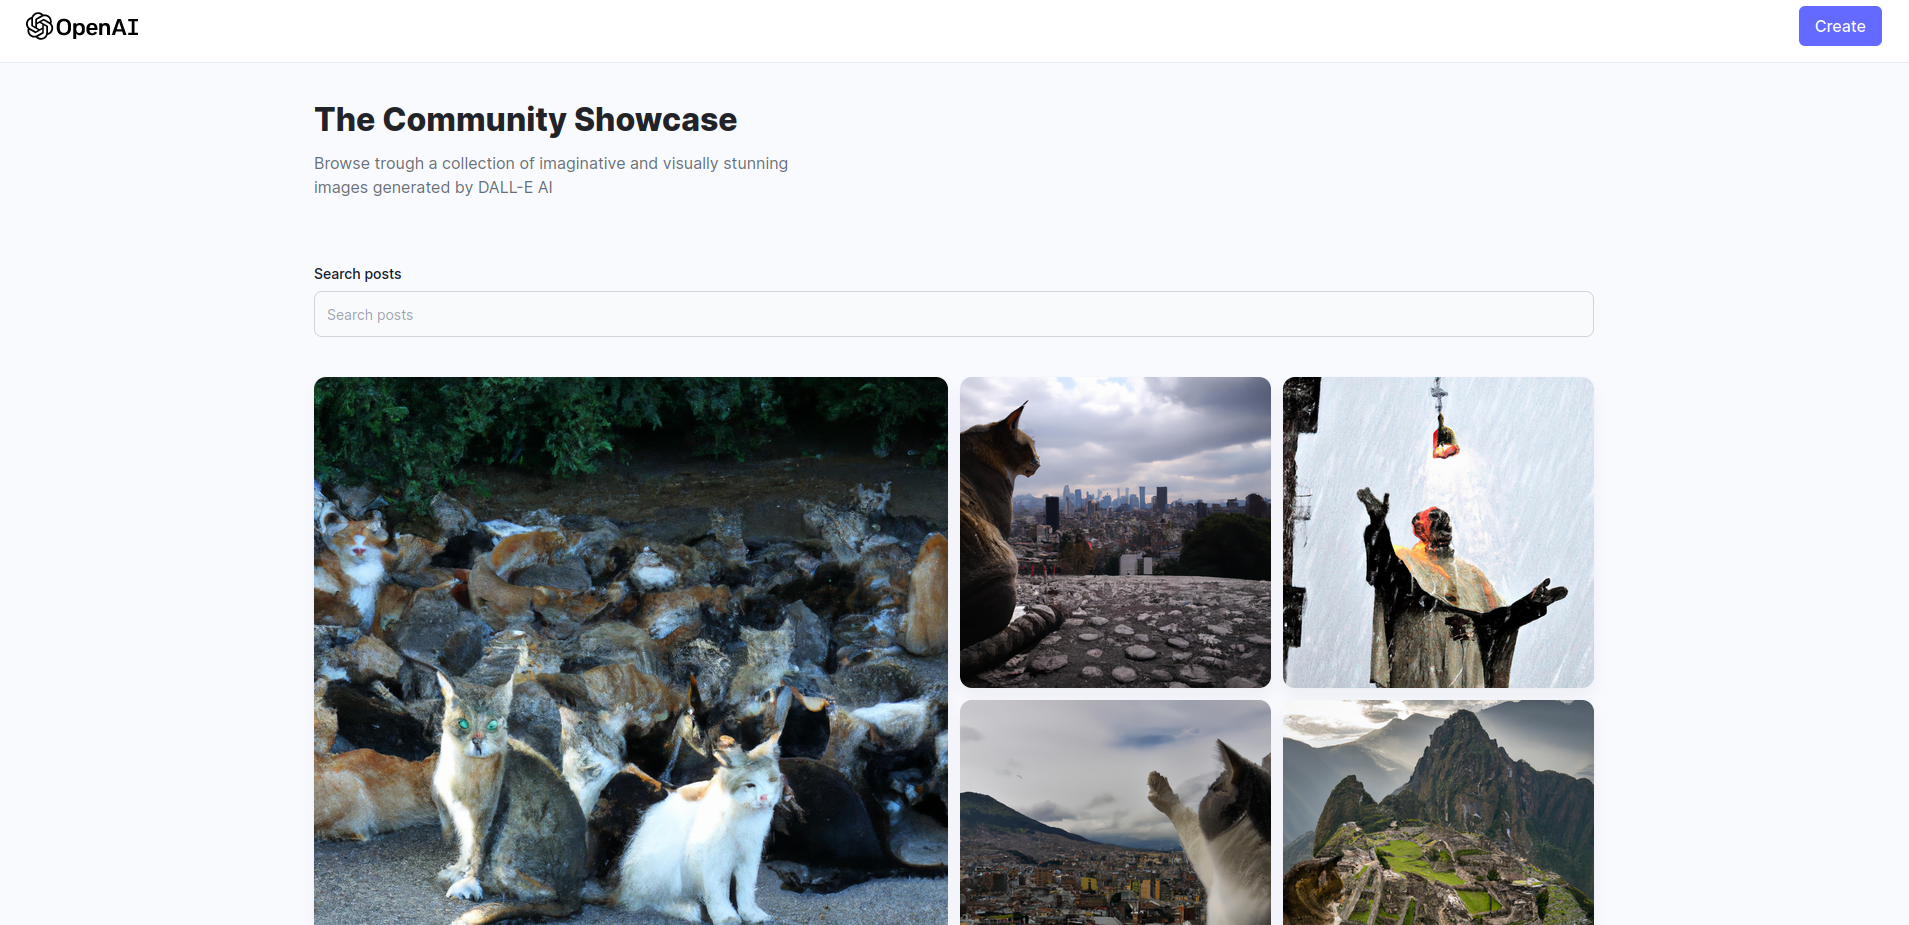 OpenAI
Create
The Community Showcase
Browse trough a collection of imaginative and visually stunning
images generated by DALL-E AI
Search posts
Search posts